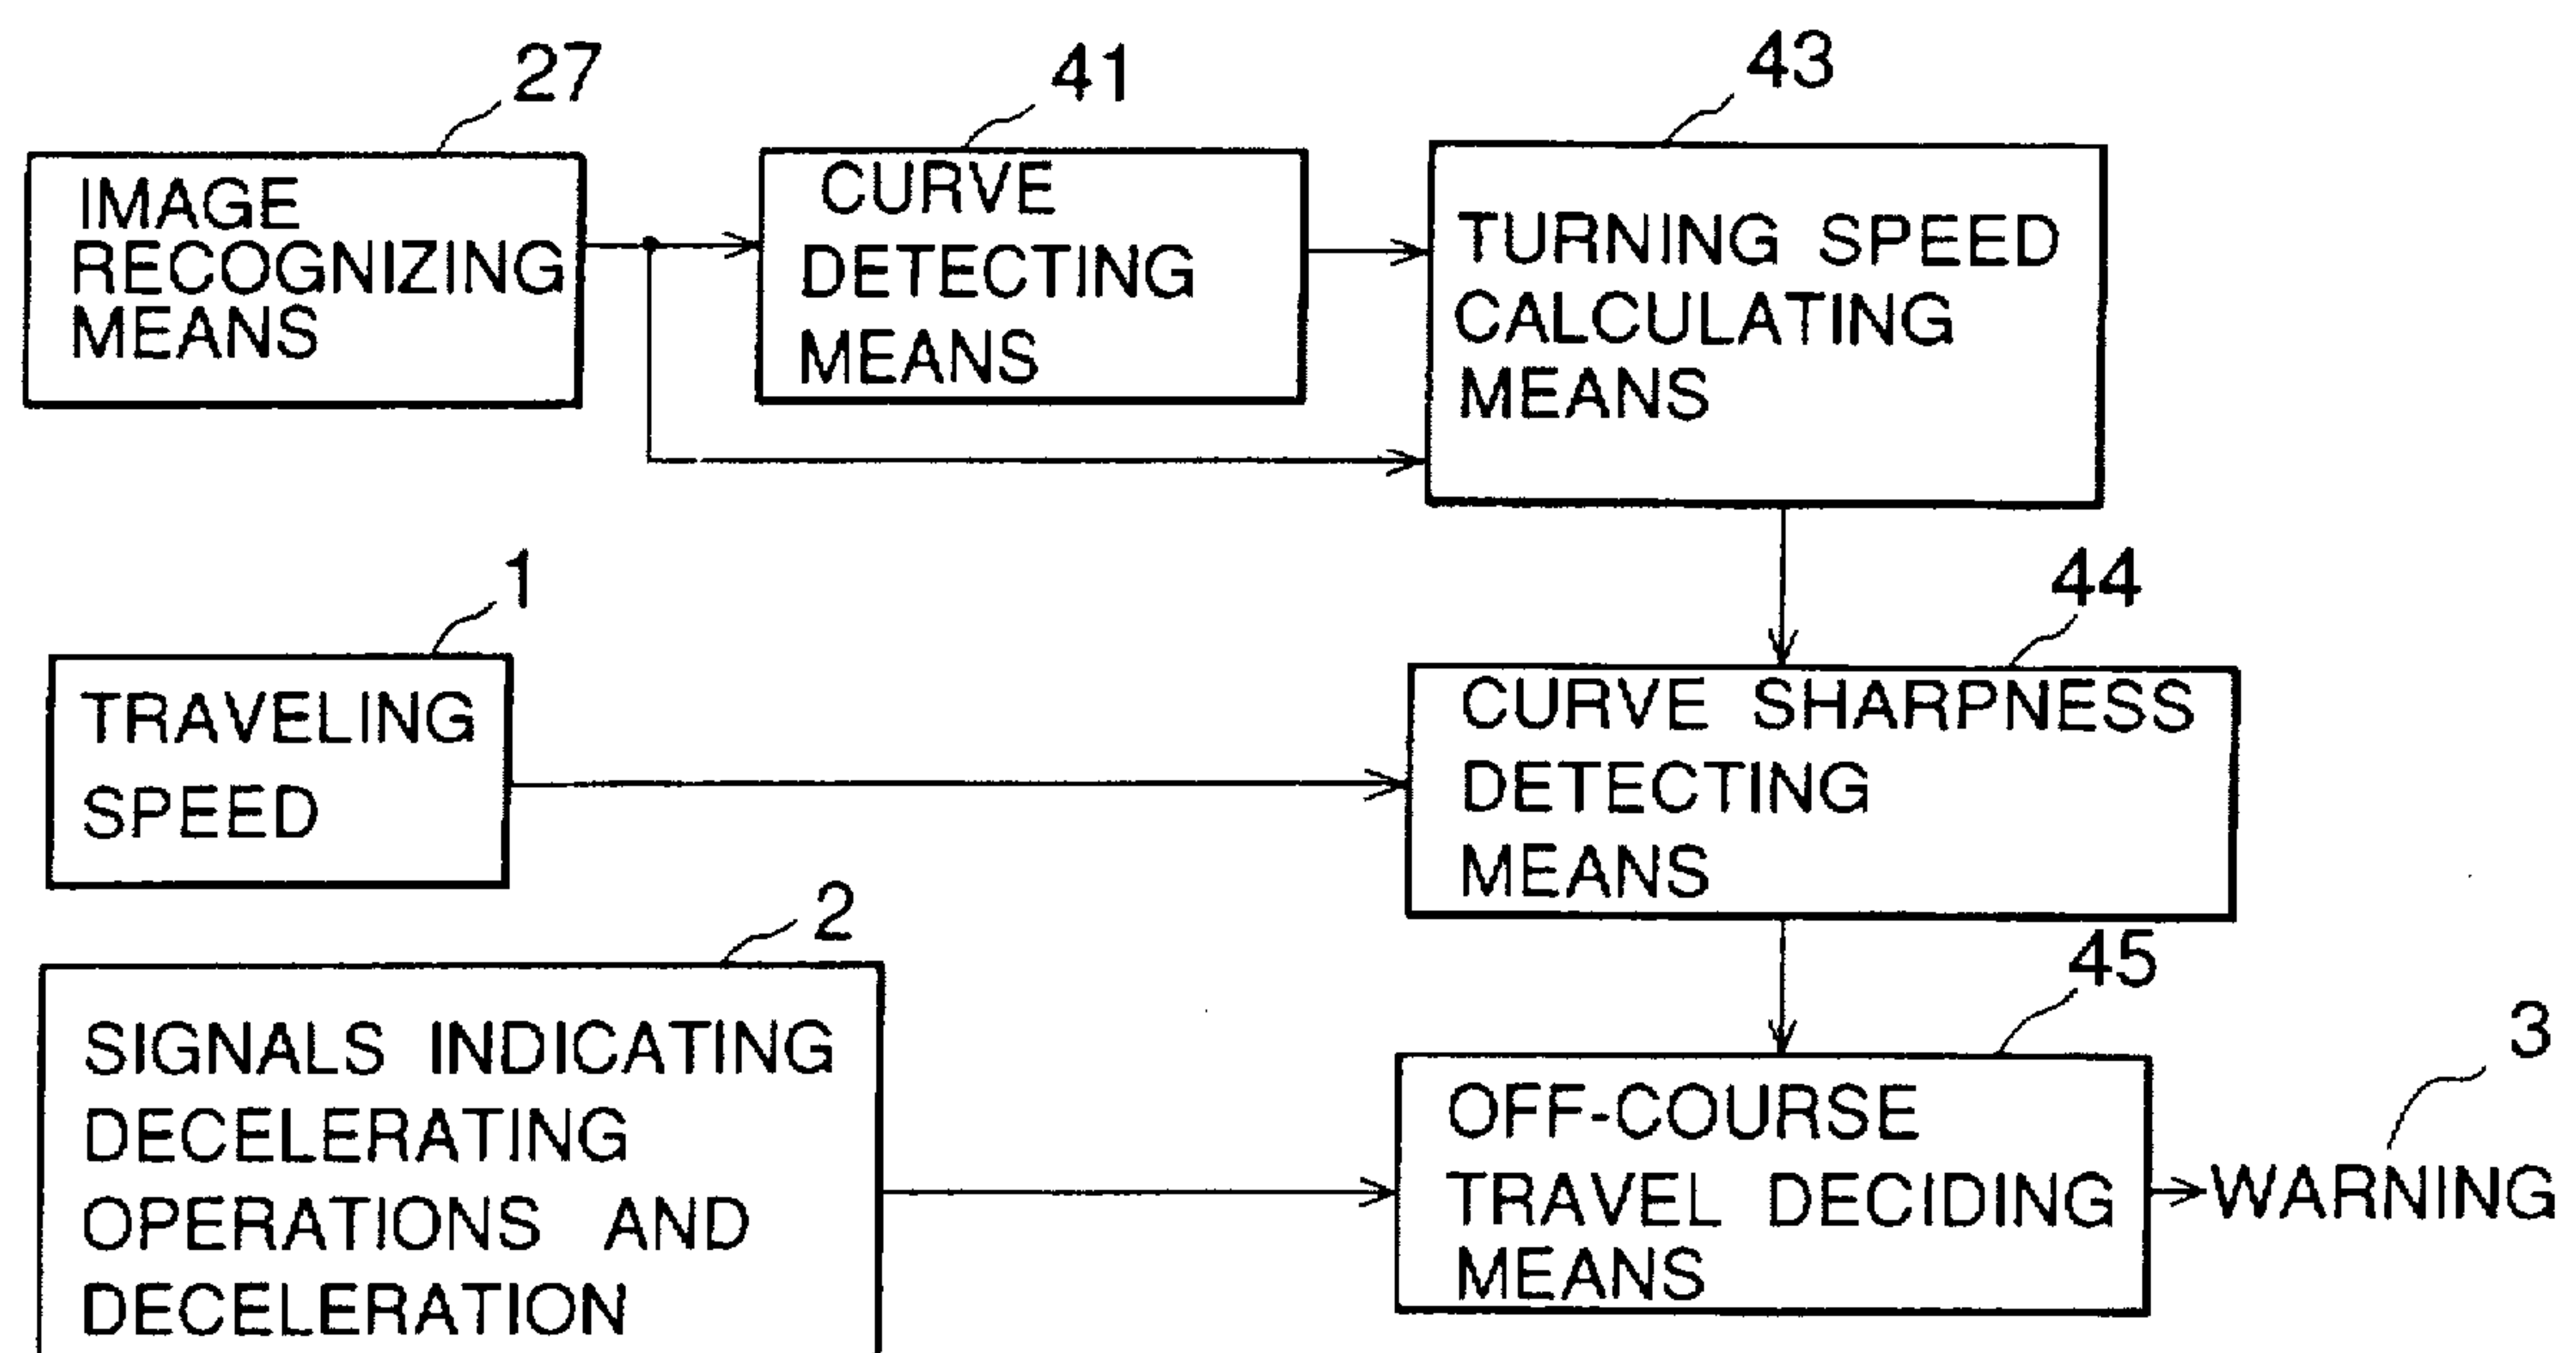 27
IMAGE
RECOGNIZING
MEANS
41
CURVE
DETECTING
MEANS
43
TURNING SPEED
CALCULATING
MEANS
1
TRAVELING
SPEED
44
CURVE SHARPNESS
DETECTING
MEANS
2
SIGNALS INDICATING
DECELERATING
OPERATIONS AND
DECELERATION
45
OFF-COURSE
TRAVEL DECIDING
MEANS
3
WARNING